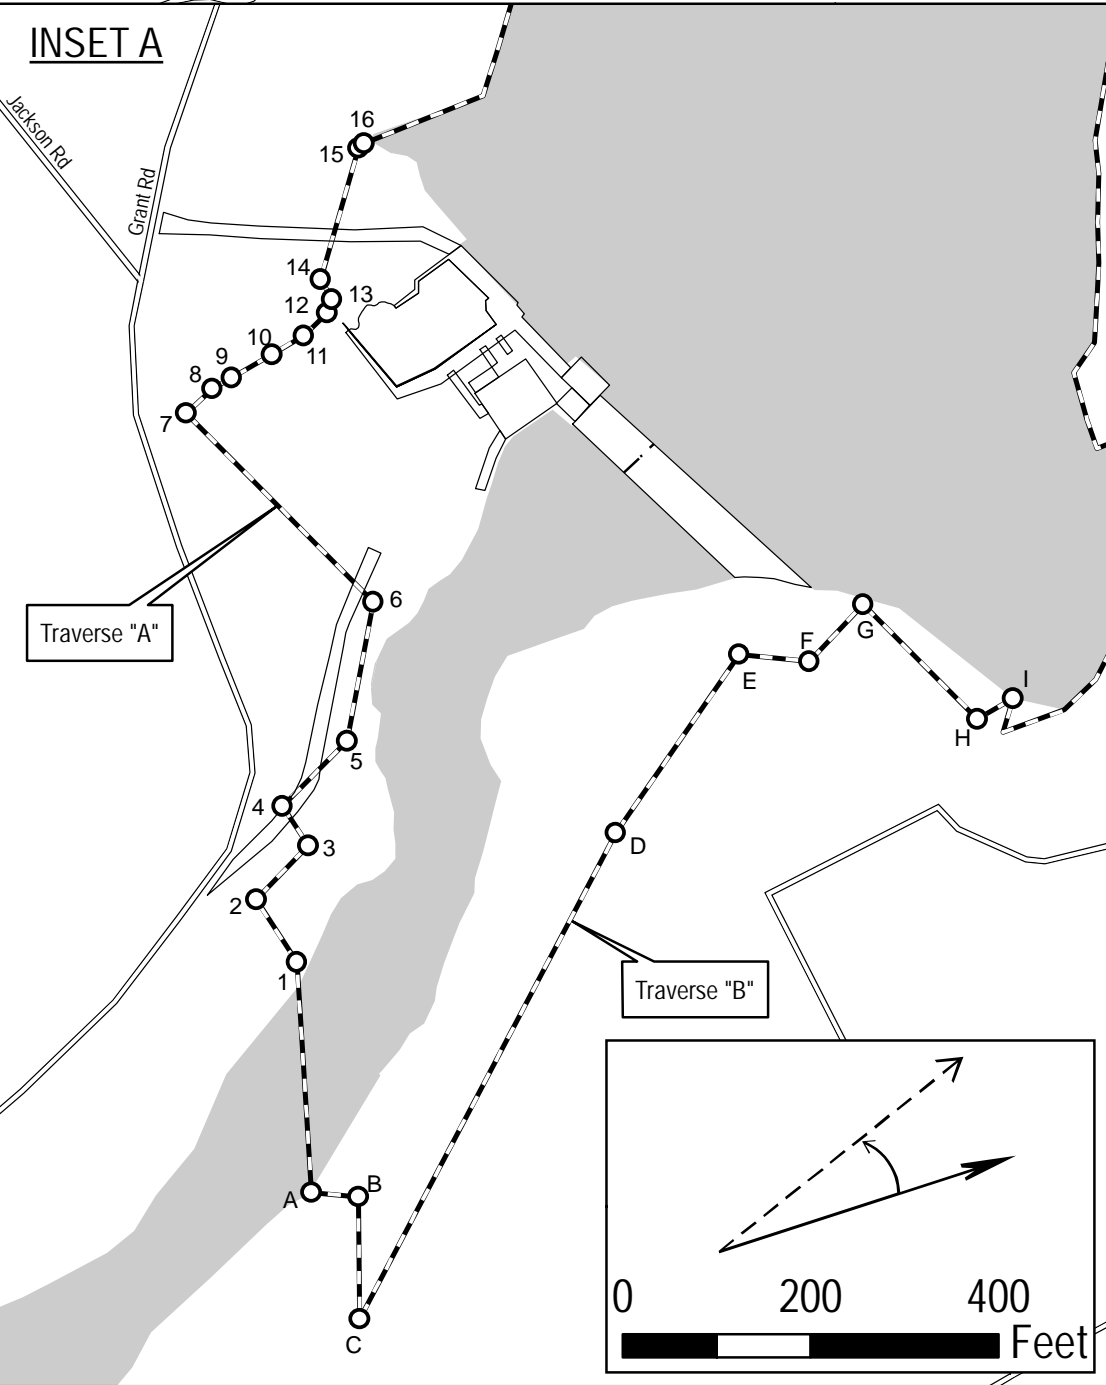 INSET A
Jackson Rd
Grant Rd
16
15
14
13
12
11
10
9
8
7
6
Traverse "A"
5
4
3
2
1
A
B
C
D
E
F
G
H
I
Traverse "B"
0 200 400
Feet